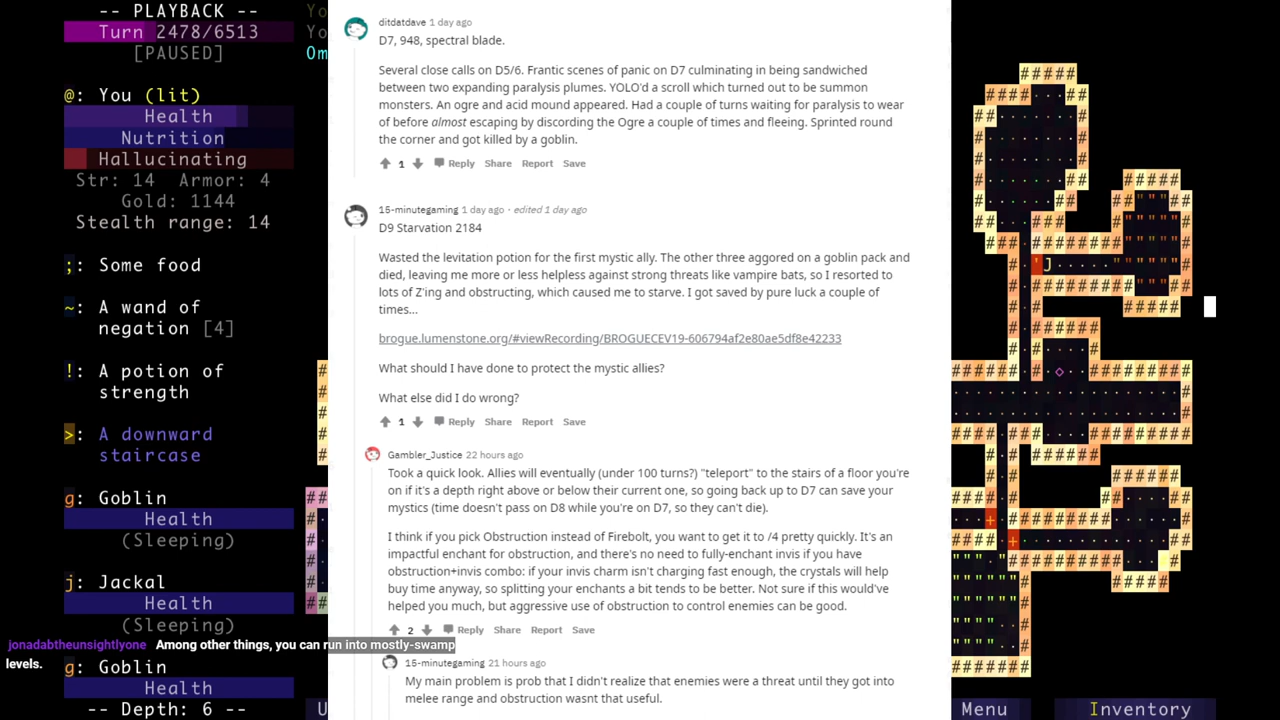 -- PLAYBACK --
Turn 2478/6513
[PAUSED]
@: You (lit)
Health
Nutrition
Hallucinating
Str: 14 Armor: 4
Gold: 1144
Stealth range: 14
;: Some food
~: A wand of
negation [4]
!: A potion of
strength
>: A downward
staircase
g: Goblin
Health
(Sleeping)
j: Jackal
Health
(Sleeping)
g: Goblin
Health
-- Depth: 6 --
jonadabtheunsightlyone Among other things, you can run into mostly-swamp
levels.
ditdatdave 1 day ago
D7, 948, spectral blade.
Several close calls on D5/6. Frantic scenes of panic on D7 culminating in being sandwiched
between two expanding paralysis plumes. YOLO'd a scroll which turned out to be summon
monsters. An ogre and acid mound appeared. Had a couple of turns waiting for paralysis to wear
of before almost escaping by discording the Ogre a couple of times and fleeing. Sprinted round
the corner and got killed by a goblin.
1 Reply Share Report Save
15-minutegaming 1 day ago · edited 1 day ago
D9 Starvation 2184
Wasted the levitation potion for the first mystic ally. The other three aggored on a goblin pack and
died, leaving me more or less helpless against strong threats like vampire bats, so I resorted to
lots of Z'ing and obstructing, which caused me to starve. I got saved by pure luck a couple of
times...
brogue.lumenstone.org/#viewRecording/BROGUECEV19-606794af2e80ae5df8e42233
What should I have done to protect the mystic allies?
What else did I do wrong?
1 Reply Share Report Save
Gambler_Justice 22 hours ago
Took a quick look. Allies will eventually (under 100 turns?) "teleport" to the stairs of a floor you're
on if it's a depth right above or below their current one, so going back up to D7 can save your
mystics (time doesn't pass on D8 while you're on D7, so they can't die).
I think if you pick Obstruction instead of Firebolt, you want to get it to /4 pretty quickly. It's an
impactful enchant for obstruction, and there's no need to fully-enchant invis if you have
obstruction+invis combo: if your invis charm isn't charging fast enough, the crystals will help
buy time anyway, so splitting your enchants a bit tends to be better. Not sure if this would've
helped you much, but aggressive use of obstruction to control enemies can be good.
2 Reply Share Report Save
15-minutegaming 21 hours ago
My main problem is prob that I didn't realize that enemies were a threat until they got into
melee range and obstruction wasnt that useful.
Menu
Inventory